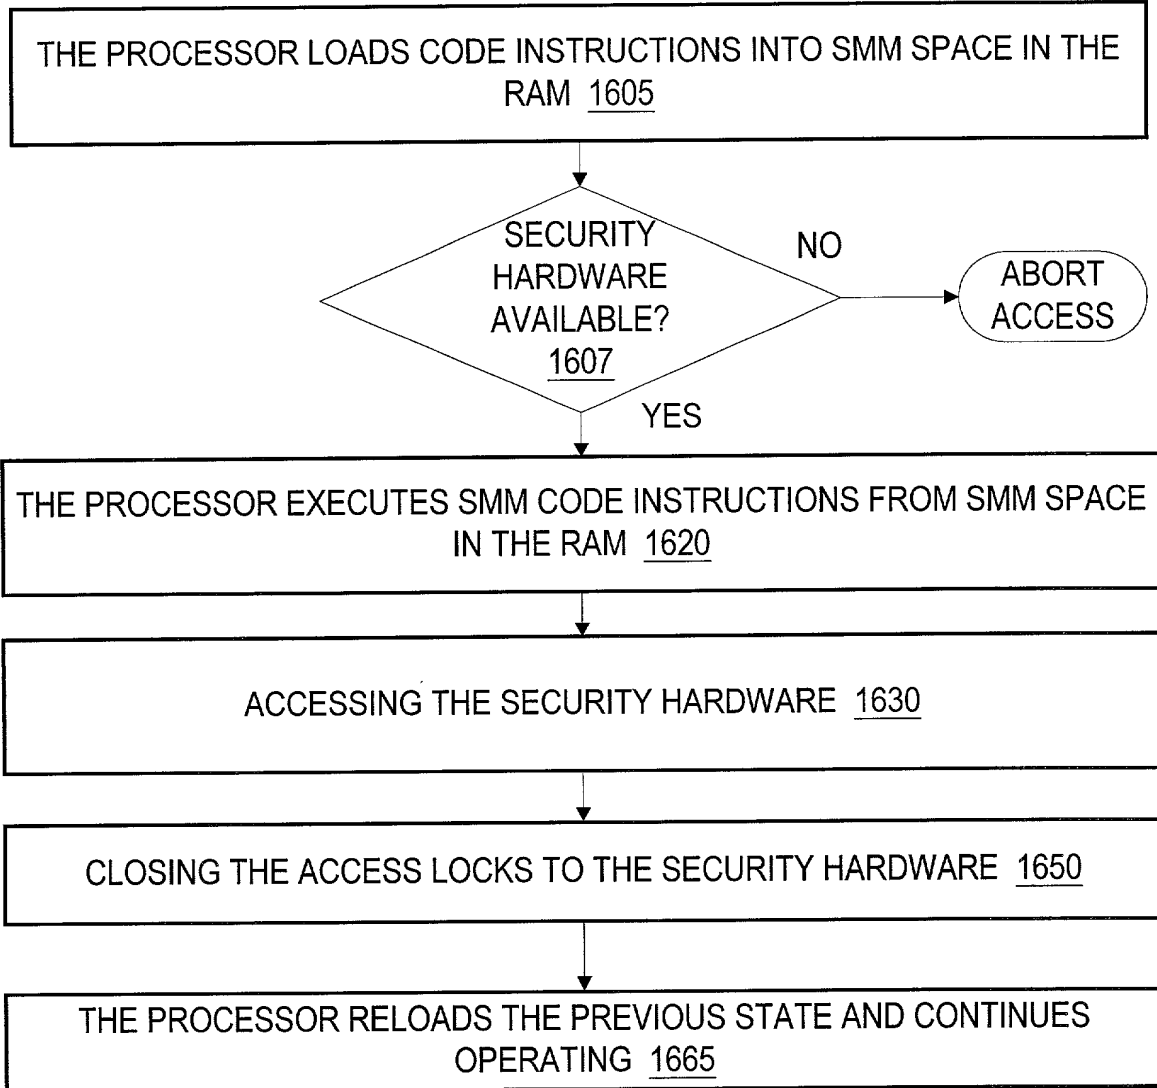 THE PROCESSOR LOADS CODE INSTRUCTIONS INTO SMM SPACE IN THE
RAM 1605
SECURITY
HARDWARE
AVAILABLE?
1607
NO
ABORT
ACCESS
YES
THE PROCESSOR EXECUTES SMM CODE INSTRUCTIONS FROM SMM SPACE
IN THE RAM 1620
ACCESSING THE SECURITY HARDWARE 1630
CLOSING THE ACCESS LOCKS TO THE SECURITY HARDWARE 1650
THE PROCESSOR RELOADS THE PREVIOUS STATE AND CONTINUES
OPERATING 1665